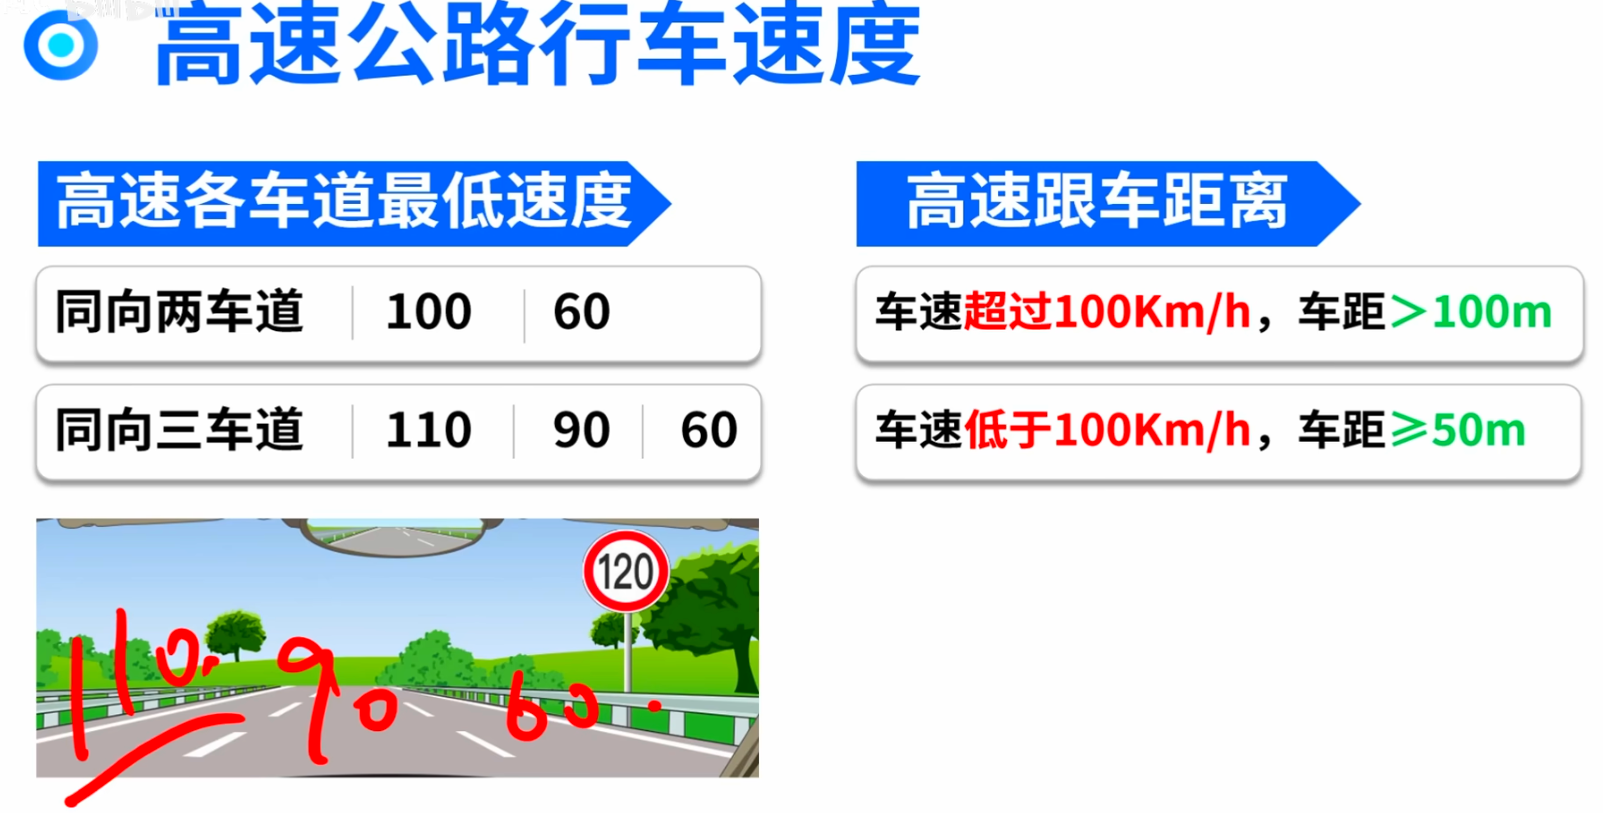 高速公路行车速度
高速各车道最低速度
同向两车道 100 60
同向三车道 110 90 60
高速跟车距离
车速超过100Km/h，车距＞100m
车速低于100Km/h，车距⩾50m
120
110. 90 60.